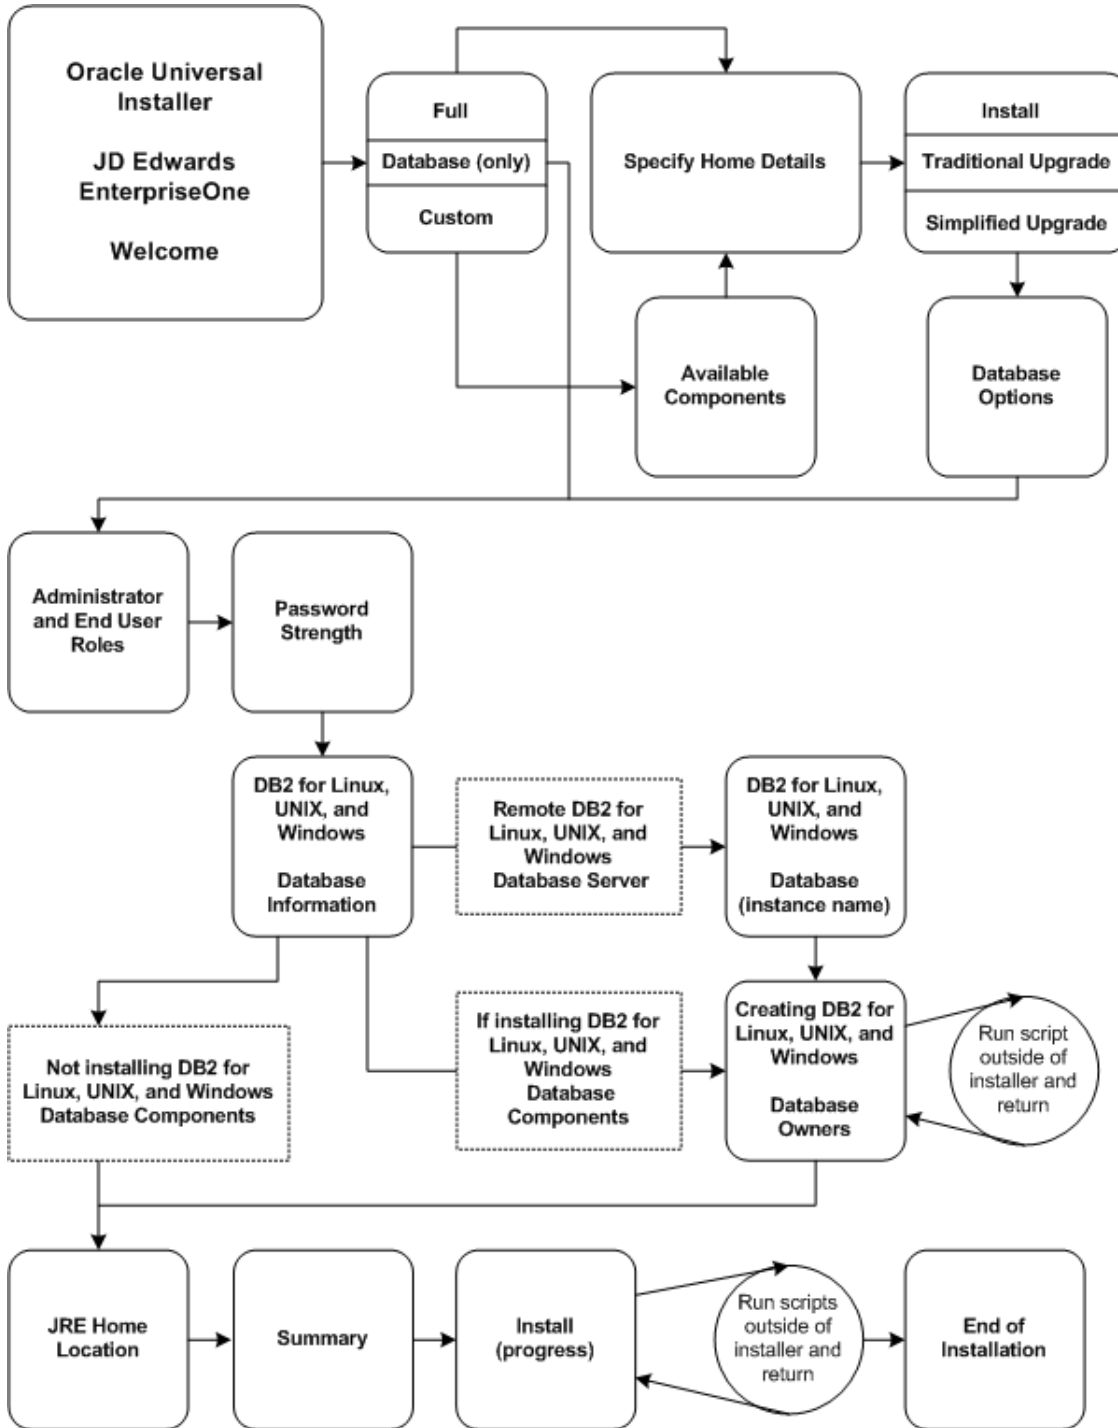 Oracle Universal
Installer
JD Edwards
EnterpriseOne
Welcome
Full
Database (only)
Custom
Specify Home Details
Install
Traditional Upgrade
Simplified Upgrade
Available
Components
Database
Options
Administrator
and End User
Roles
Password
Strength
DB2 for Linux,
UNIX, and
Windows
Database
Information
Remote DB2 for
Linux, UNIX, and
Windows
Database Server
DB2 for Linux,
UNIX, and
Windows
Database
(instance name)
Not installing DB2 for
Linux, UNIX, and Windows
Database Components
If installing DB2 for
Linux, UNIX, and
Windows
Database
Components
Creating DB2 for
Linux, UNIX, and
Windows
Database
Owners
Run script
outside of
installer and
return
JRE Home
Location
Summary
Install
(progress)
Run scripts
outside of
installer and
return
End of
Installation